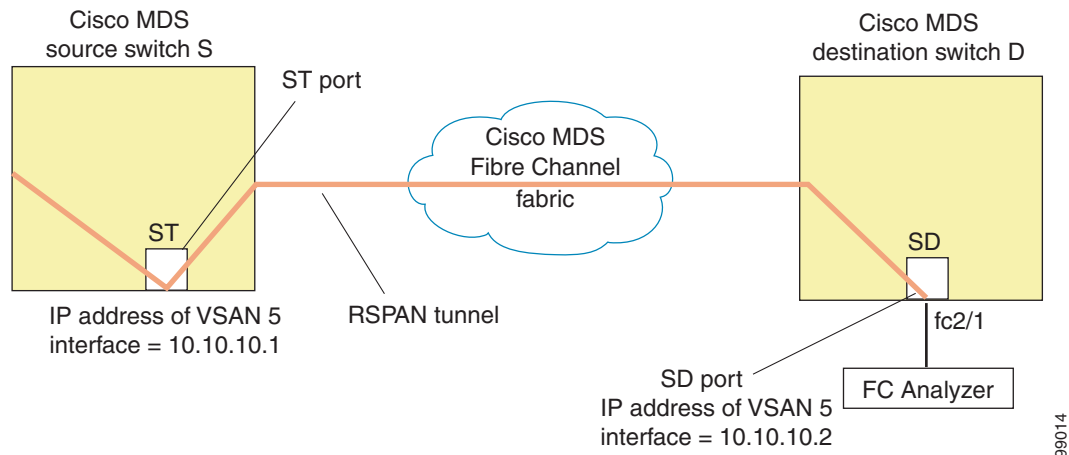 Cisco MDS
source switch S
Cisco MDS
destination switch D
ST port
Cisco MDS
Fibre Channel
fabric
ST
SD
IP address of VSAN 5
interface = 10.10.10.1
RSPAN tunnel
fc2/1
SD port
IP address of VSAN 5
interface = 10.10.10.2
FC Analyzer
99014